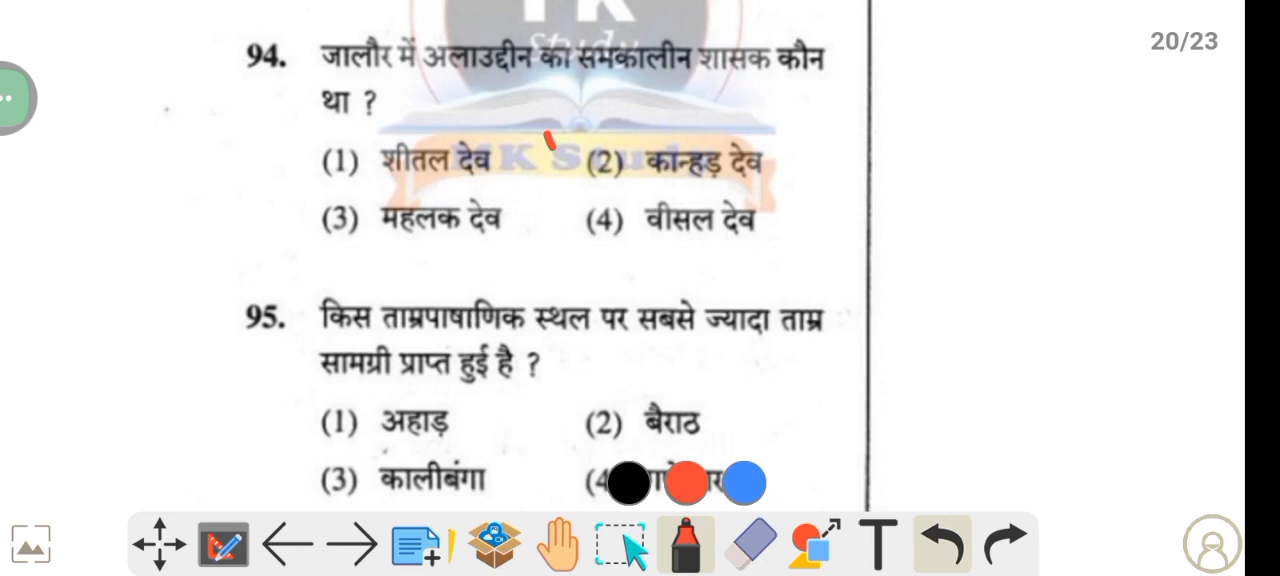 20/23
94. जालौर में अलाउद्दीन का समकालीन शासक कौन
था ?
(1) शीतल देव (2) कान्हड़ देव
(3) महलक देव (4) वीसल देव
95. किस ताम्रपाषाणिक स्थल पर सबसे ज्यादा ताम्र
सामग्री प्राप्त हुई है ?
(1) अहाड़ (2) बैराठ
(3) कालीबंगा (4
T